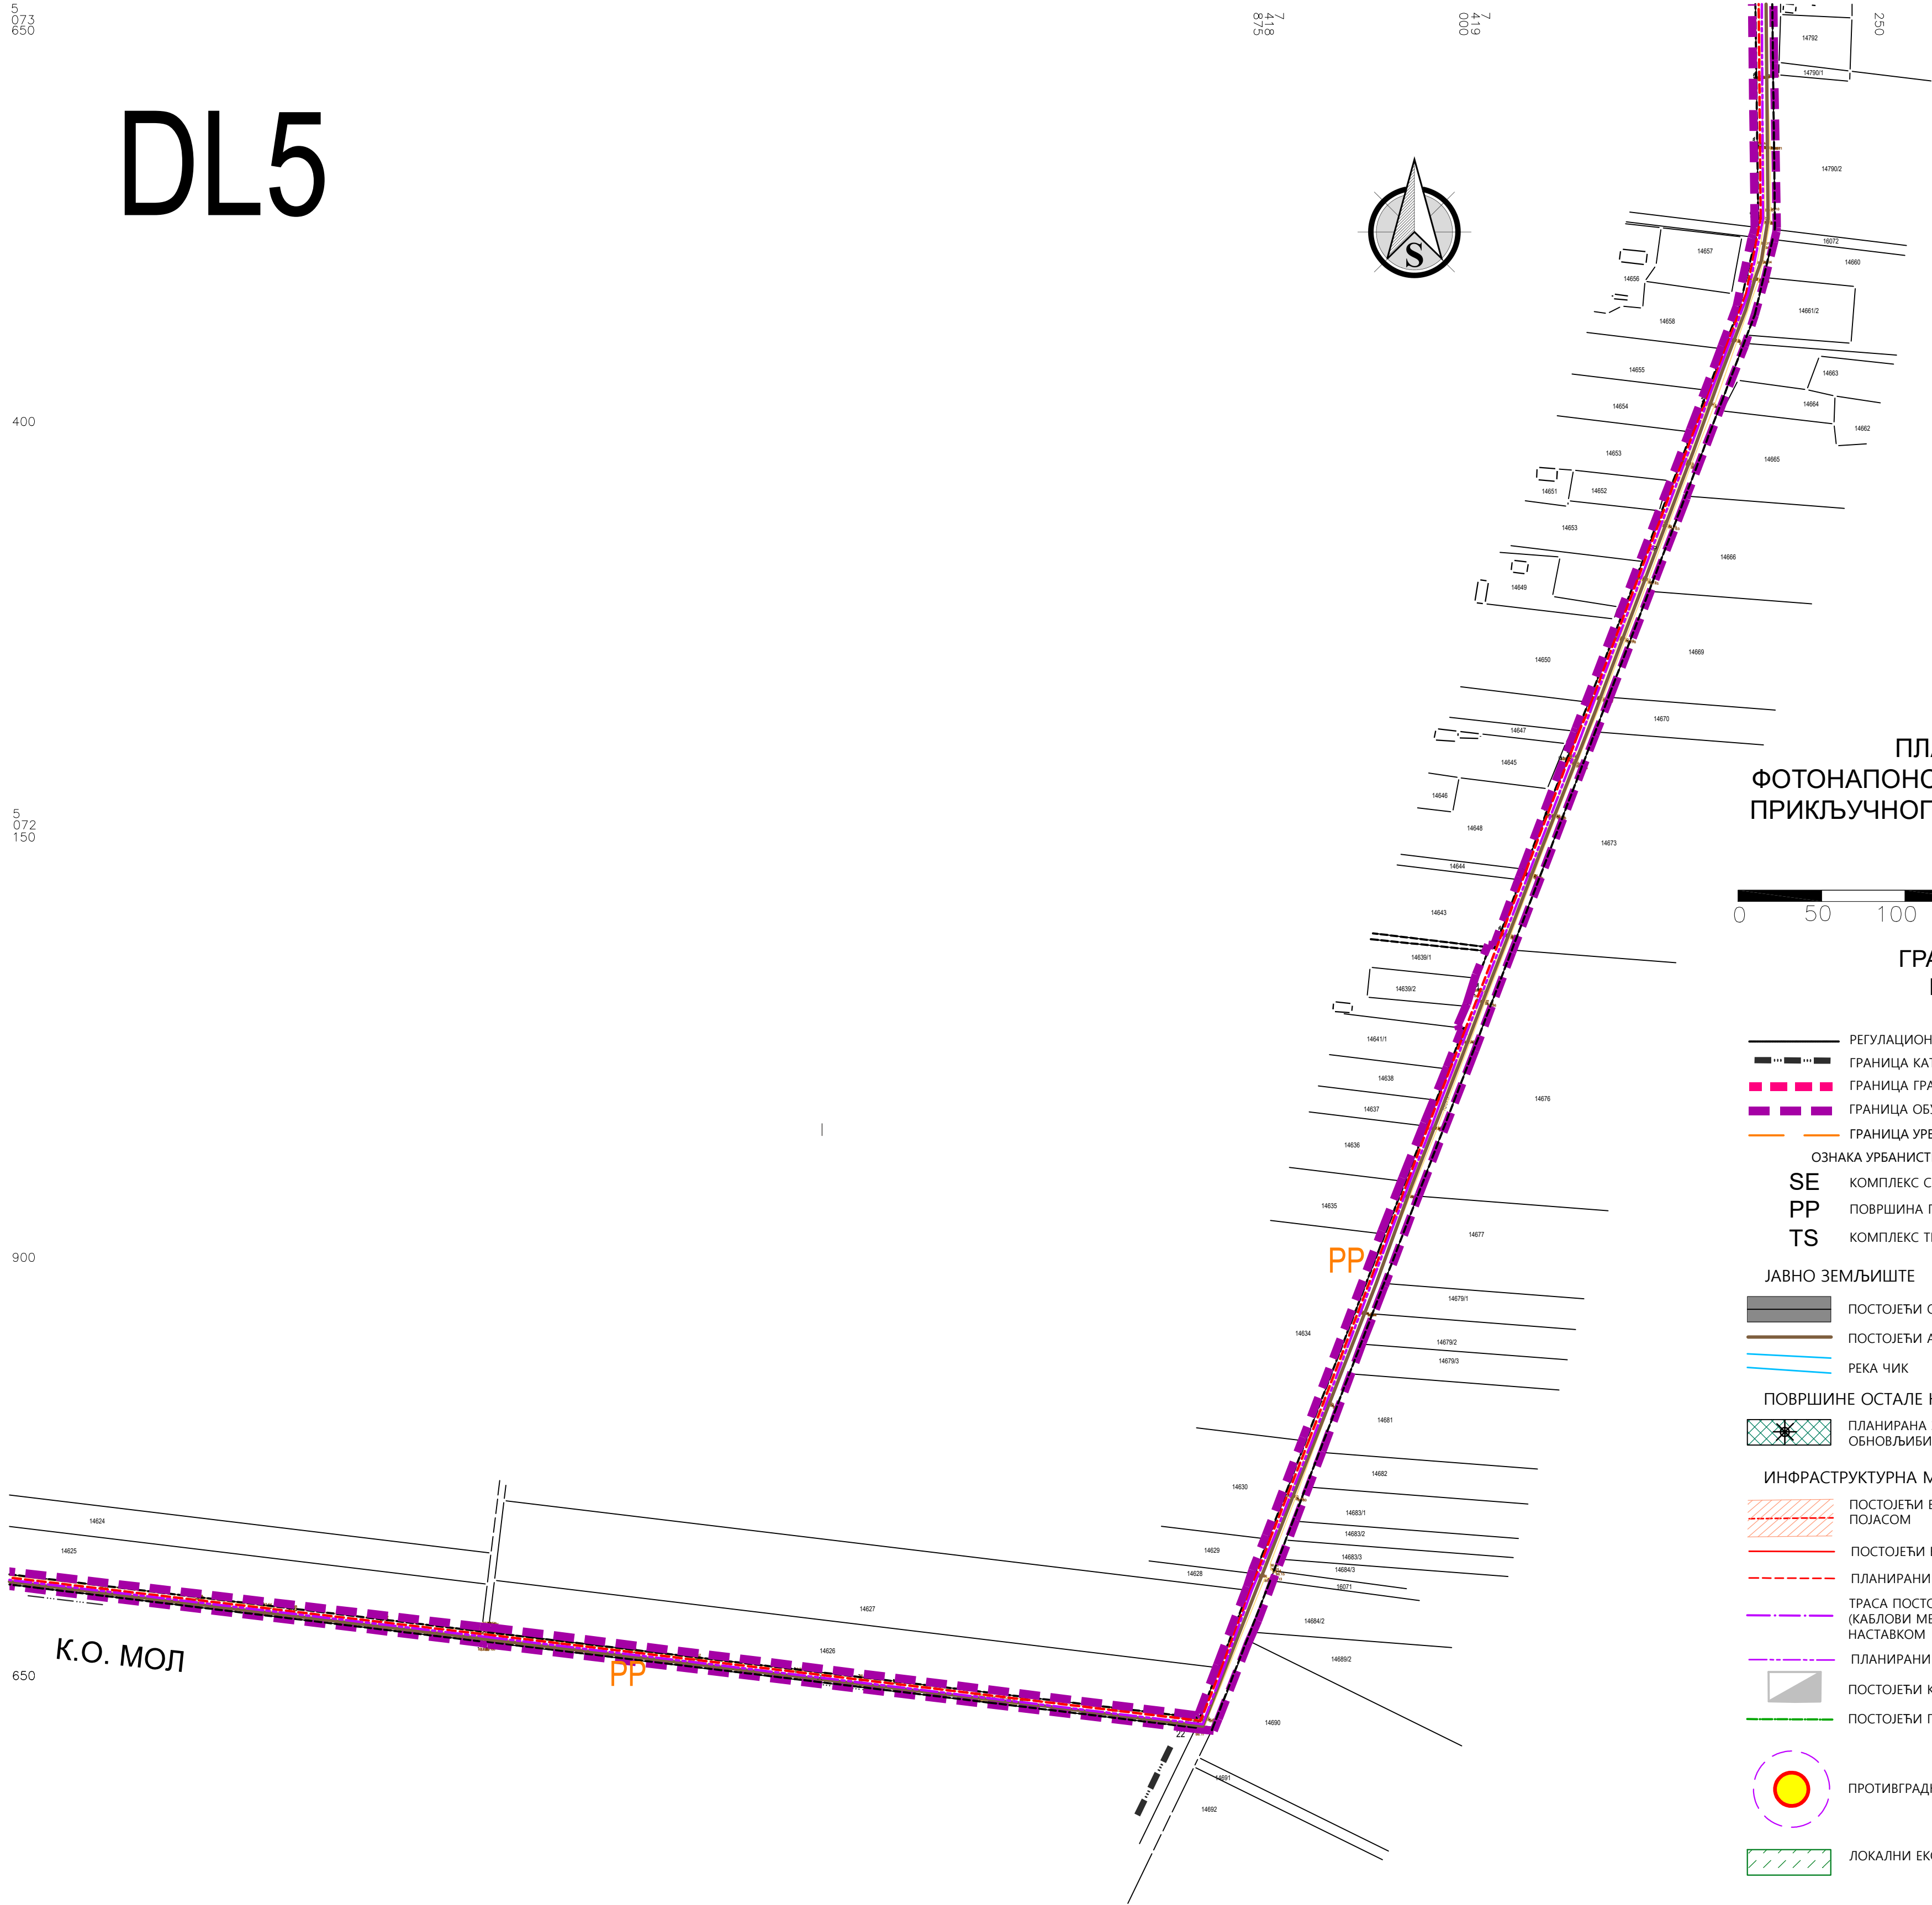 5
073
650
7
418
875
7
419
000
250
DL5
S
400
5
072
150
900
650
14792
14790/1
14790/2
16072
14657
14660
14656
14661/2
14658
14655
14663
14654
14664
14662
14653
14665
14651
14652
14653
14666
14649
14650
14669
14670
14647
14645
14646
14648
14673
14644
14643
14639/1
14639/2
14641/1
14638
14676
14637
14636
14635
14677
PP
14679/1
14634
14679/2
14679/3
14681
14682
14630
14683/1
14683/2
14629
14683/3
14628
14684/3
16071
14684/2
14689/2
14624
14625
14627
14626
К.О. МОЛ
PP
22
14690
14691
14692
ПЛА
ФОТОНАПОНС
ПРИКЉУЧНОГ
0 50 100
ГРА
РЕГУЛАЦИОН
ГРАНИЦА КАТ
ГРАНИЦА ГРА
ГРАНИЦА ОБУ
ГРАНИЦА УРБ
ОЗНАКА УРБАНИСТ
SE КОМПЛЕКС С
PP ПОВРШИНА П
TS КОМПЛЕКС Т
ЈАВНО ЗЕМЉИШТЕ
ПОСТОЈЕЋИ
ПОСТОЈЕЋИ А
РЕКА ЧИК
ПОВРШИНЕ ОСТАЛЕ Н
ПЛАНИРАНА
ОБНОВЉИВИ
ИНФРАСТРУКТУРНА М
ПОСТОЈЕЋИ
ПОЈАСОМ
ПОСТОЈЕЋИ
ПЛАНИРАНИ
ТРАСА ПОСТО
(КАБЛОВИ МЕ
НАСТАВКОМ
ПЛАНИРАНИ
ПОСТОЈЕЋИ К
ПОСТОЈЕЋИ
ПРОТИВГРАД
ЛОКАЛНИ ЕКО